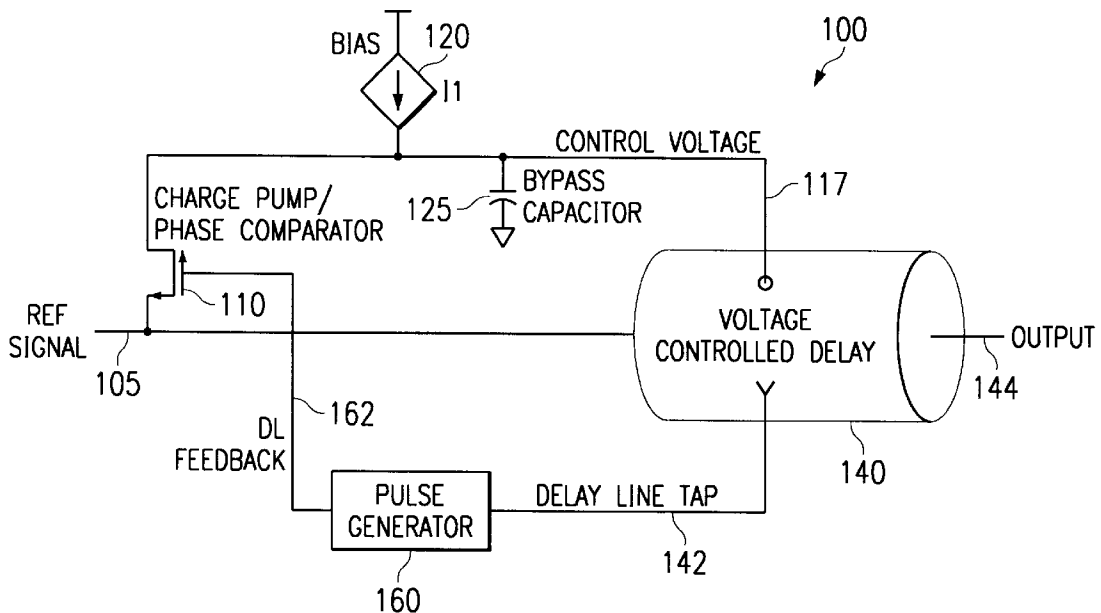 100
BIAS
120
I1
CONTROL VOLTAGE
CHARGE PUMP/
PHASE COMPARATOR
125
BYPASS
CAPACITOR
117
110
REF
SIGNAL
105
VOLTAGE
CONTROLLED DELAY
OUTPUT
144
162
DL
FEEDBACK
140
PULSE
GENERATOR
DELAY LINE TAP
142
160